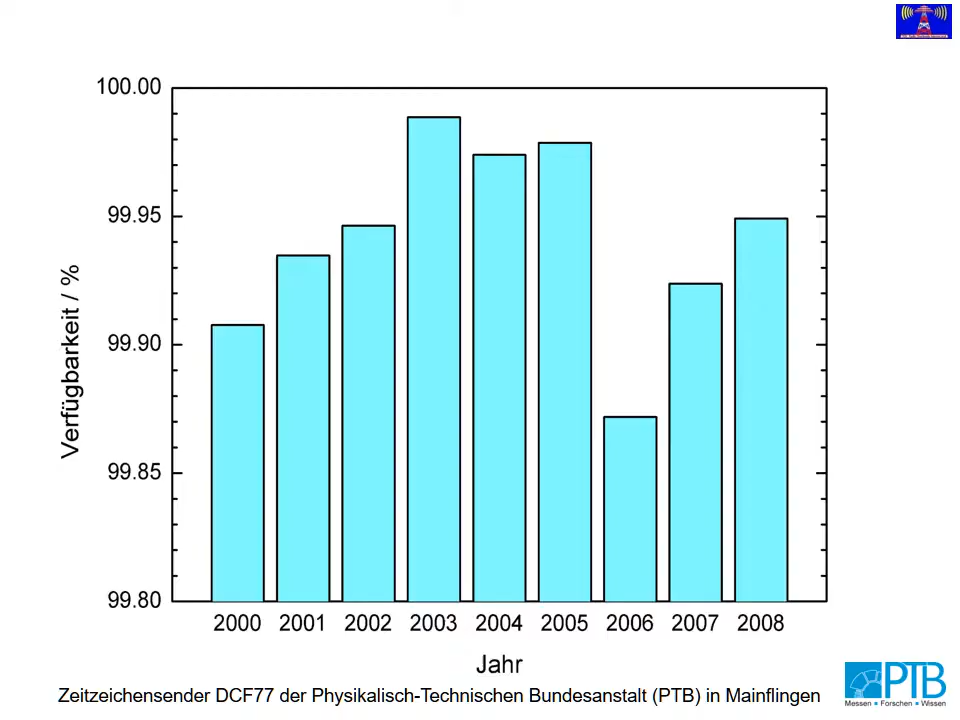 100.00
99.95
99.90
99.85
99.80
Verfügbarkeit / %
2000 2001 2002 2003 2004 2005 2006 2007 2008
Jahr
Zeitzeichensender DCF77 der Physikalisch-Technischen Bundesanstalt (PTB) in Mainflingen
PTB
Messen ▪ Forschen ▪ Wissen